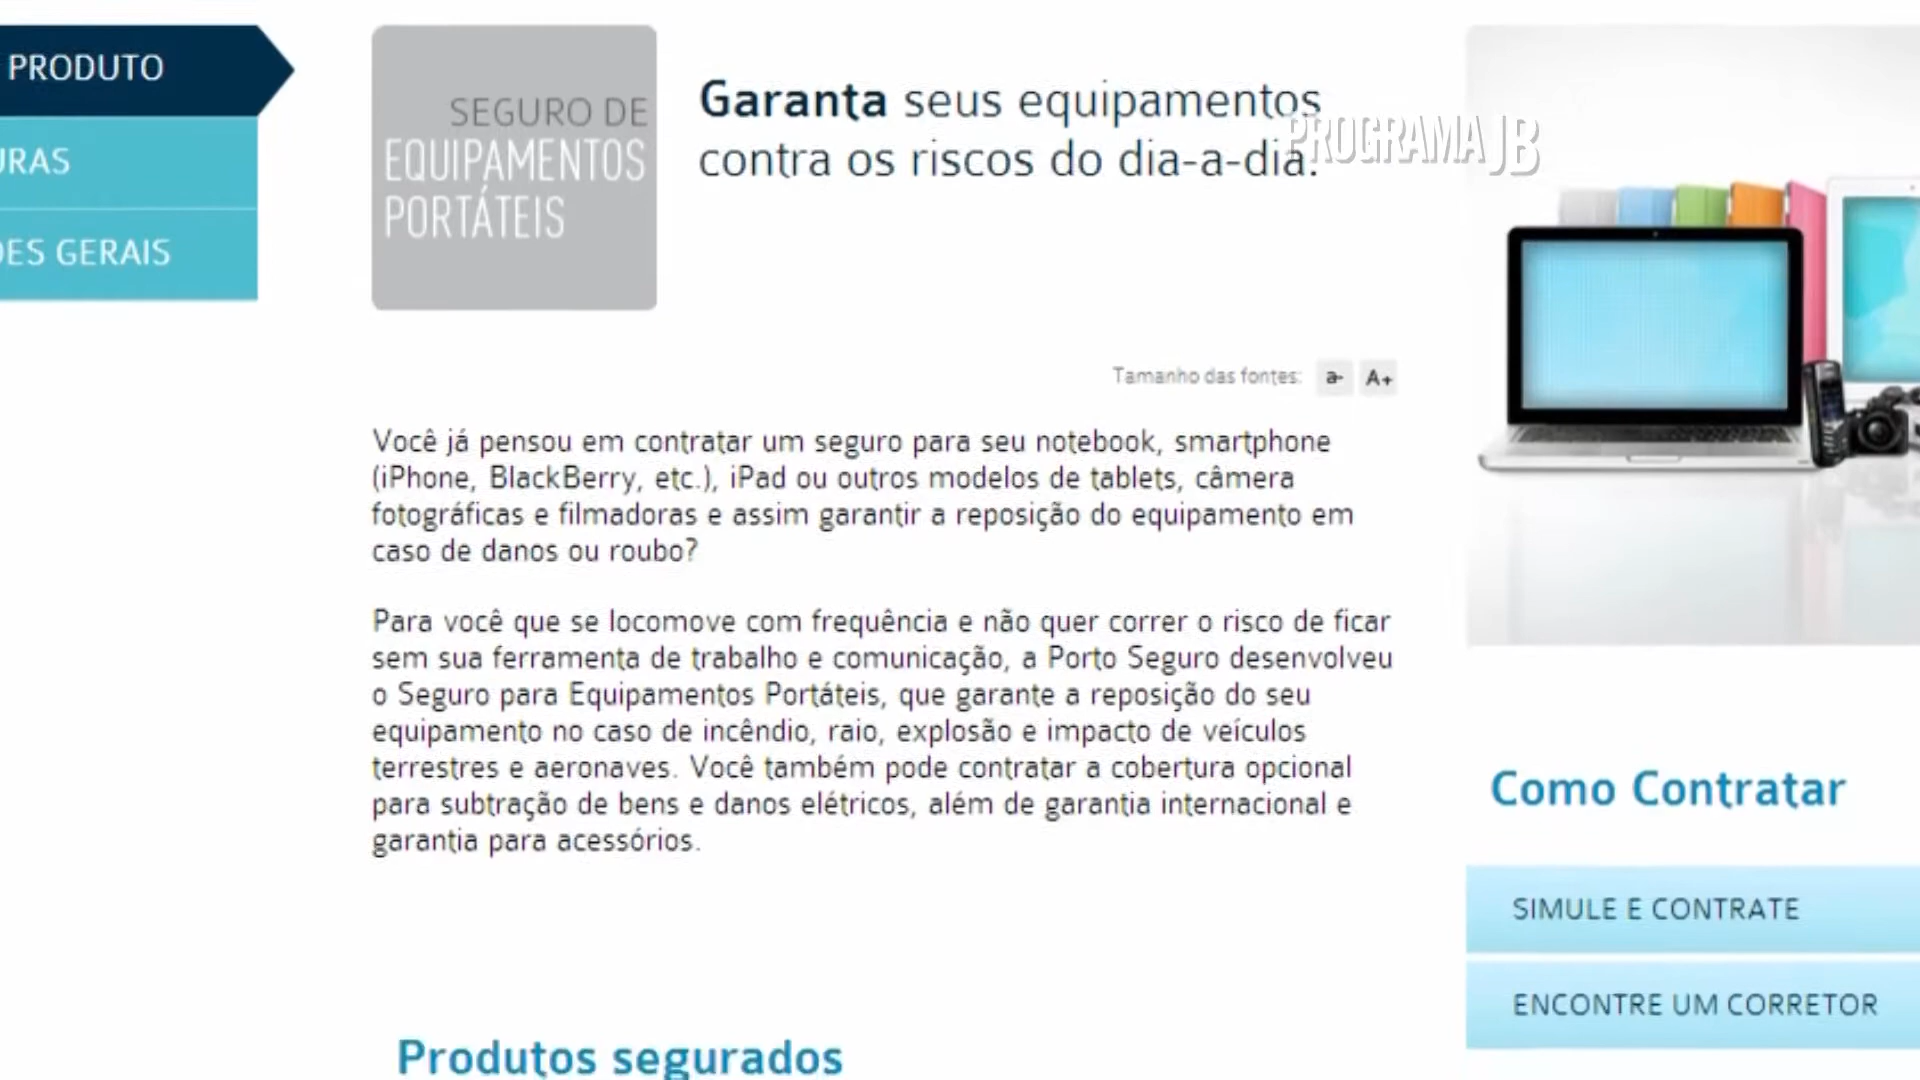 PRODUTO
URAS
ÕES GERAIS
SEGURO DE
EQUIPAMENTOS
PORTÁTEIS
Garanta seus equipamentos
contra os riscos do dia-a-dia.
PROGRAMA JB
Tamanho das fontes: a- A+
Você já pensou em contratar um seguro para seu notebook, smartphone
(iPhone, BlackBerry, etc.), iPad ou outros modelos de tablets, câmera
fotográficas e filmadoras e assim garantir a reposição do equipamento em
caso de danos ou roubo?
Para você que se locomove com frequência e não quer correr o risco de ficar
sem sua ferramenta de trabalho e comunicação, a Porto Seguro desenvolveu
o Seguro para Equipamentos Portáteis, que garante a reposição do seu
equipamento no caso de incêndio, raio, explosão e impacto de veículos
terrestres e aeronaves. Você também pode contratar a cobertura opcional
para subtração de bens e danos elétricos, além de garantia internacional e
garantia para acessórios.
Como Contratar
SIMULE E CONTRATE
ENCONTRE UM CORRETOR
Produtos segurados